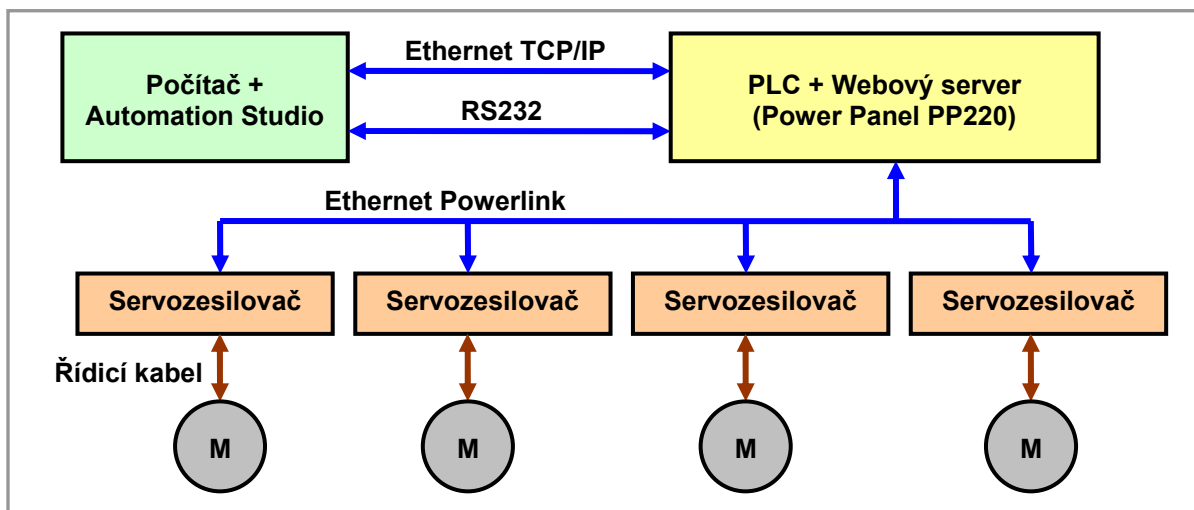 Ethernet TCP/IP
Počítač +
Automation Studio
RS232
PLC + Webový server
(Power Panel PP220)
Ethernet Powerlink
Servozesilovač
Servozesilovač
Servozesilovač
Servozesilovač
Řídicí kabel
M
M
M
M